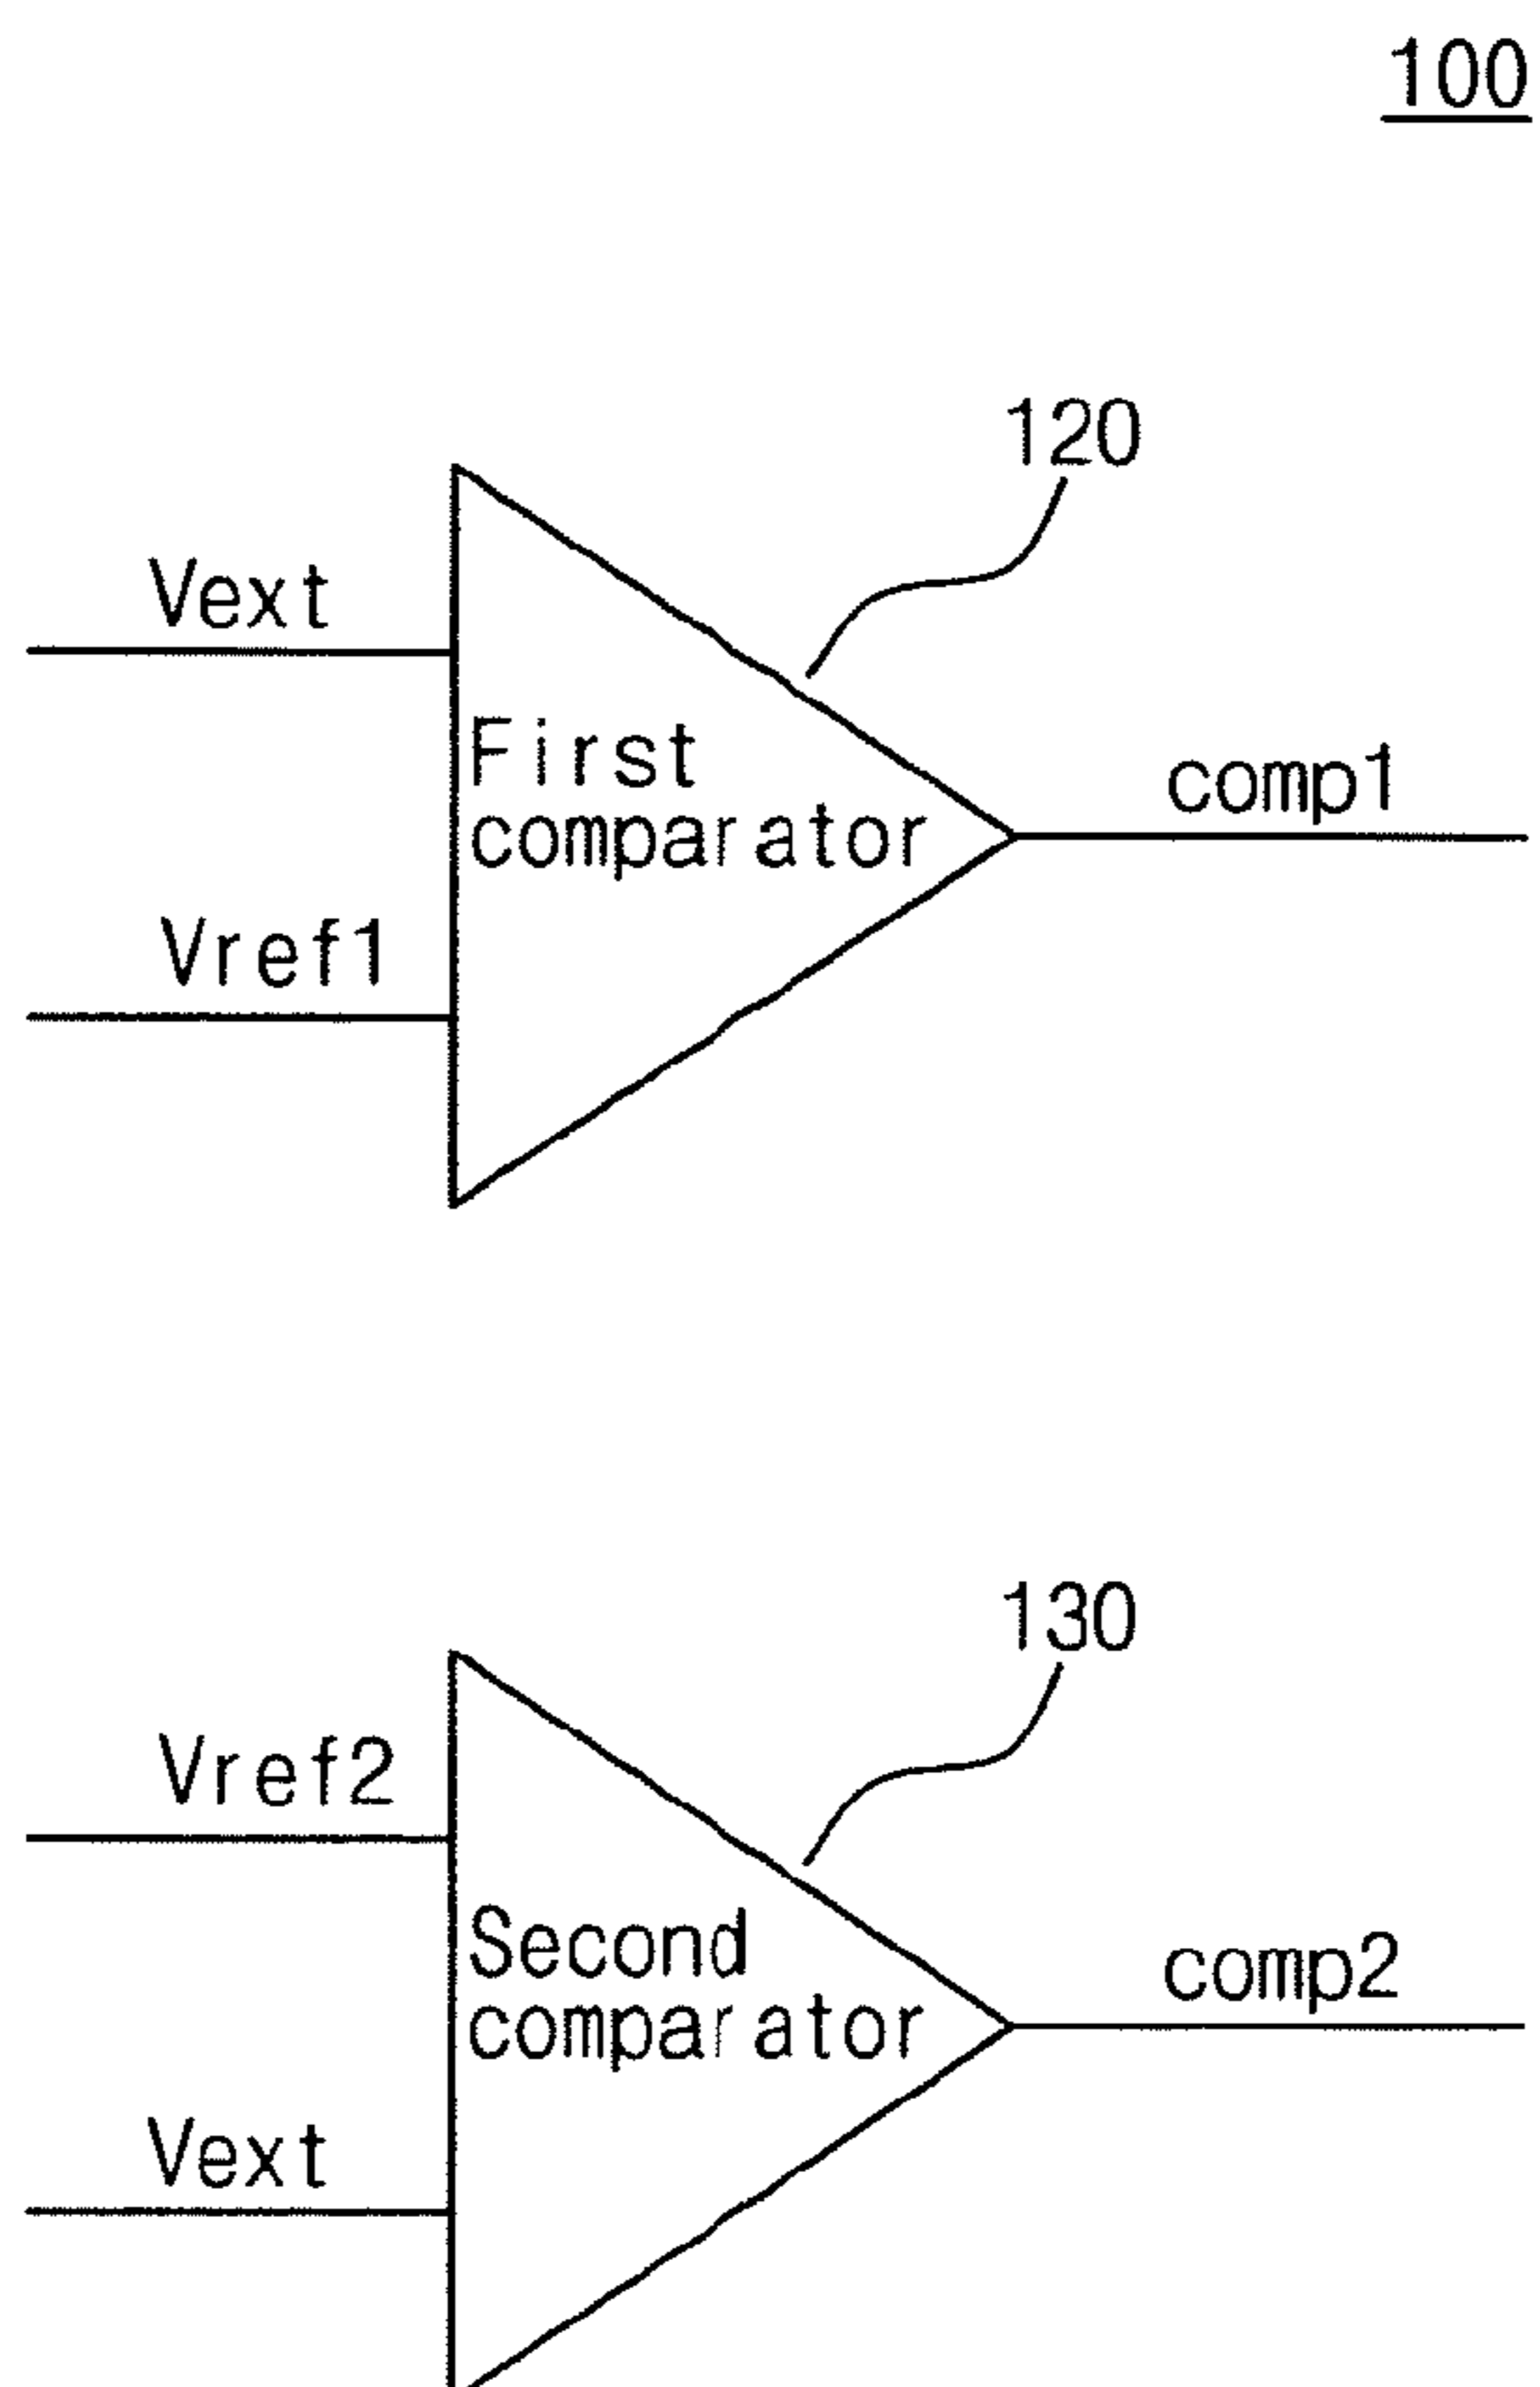 100
120
Vext
First
comparator
comp1
Vref1
130
Vref2
Second
comparator
comp2
Vext